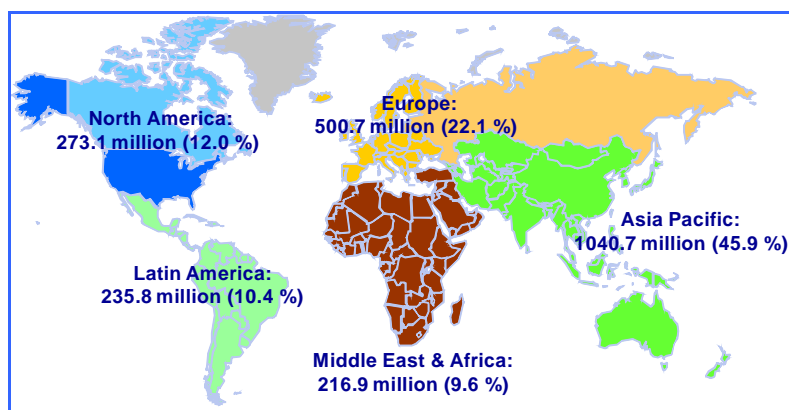 North America:
273.1 million (12.0 %)
Europe:
500.7 million (22.1 %)
Asia Pacific:
1040.7 million (45.9 %)
Latin America:
235.8 million (10.4 %)
Middle East & Africa:
216.9 million (9.6 %)